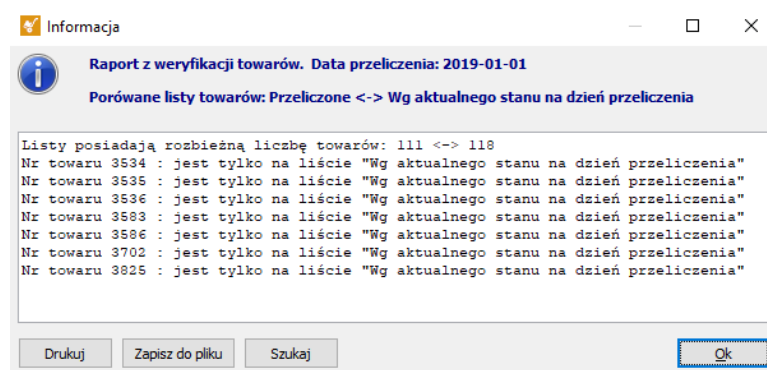 Informacja
Raport z weryfikacji towarów. Data przeliczenia: 2019-01-01
Porówane listy towarów: Przeliczone <-> Wg aktualnego stanu na dzień przeliczenia
Listy posiadają rozbieżną liczbę towarów: 111 <-> 118
Nr towaru 3534 : jest tylko na liście "Wg aktualnego stanu na dzień przeliczenia"
Nr towaru 3535 : jest tylko na liście "Wg aktualnego stanu na dzień przeliczenia"
Nr towaru 3536 : jest tylko na liście "Wg aktualnego stanu na dzień przeliczenia"
Nr towaru 3583 : jest tylko na liście "Wg aktualnego stanu na dzień przeliczenia"
Nr towaru 3586 : jest tylko na liście "Wg aktualnego stanu na dzień przeliczenia"
Nr towaru 3702 : jest tylko na liście "Wg aktualnego stanu na dzień przeliczenia"
Nr towaru 3825 : jest tylko na liście "Wg aktualnego stanu na dzień przeliczenia"
Drukuj Zapisz do pliku Szukaj Ok